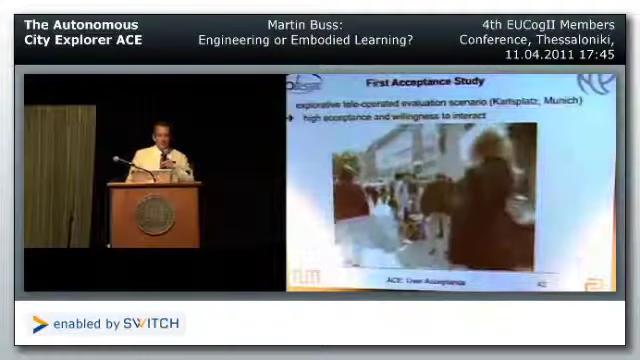 The Autonomous
City Explorer ACE
Martin Buss:
Engineering or Embodied Learning?
4th EUCogII Members
Conference, Thessaloniki,
11.04.2011 17:45
First Acceptance Study
explorative tele-operated evaluation scenario (Karlsplatz, Munich)
high acceptance and willingness to interact
ACE: User Acceptance
enabled by SWITCH